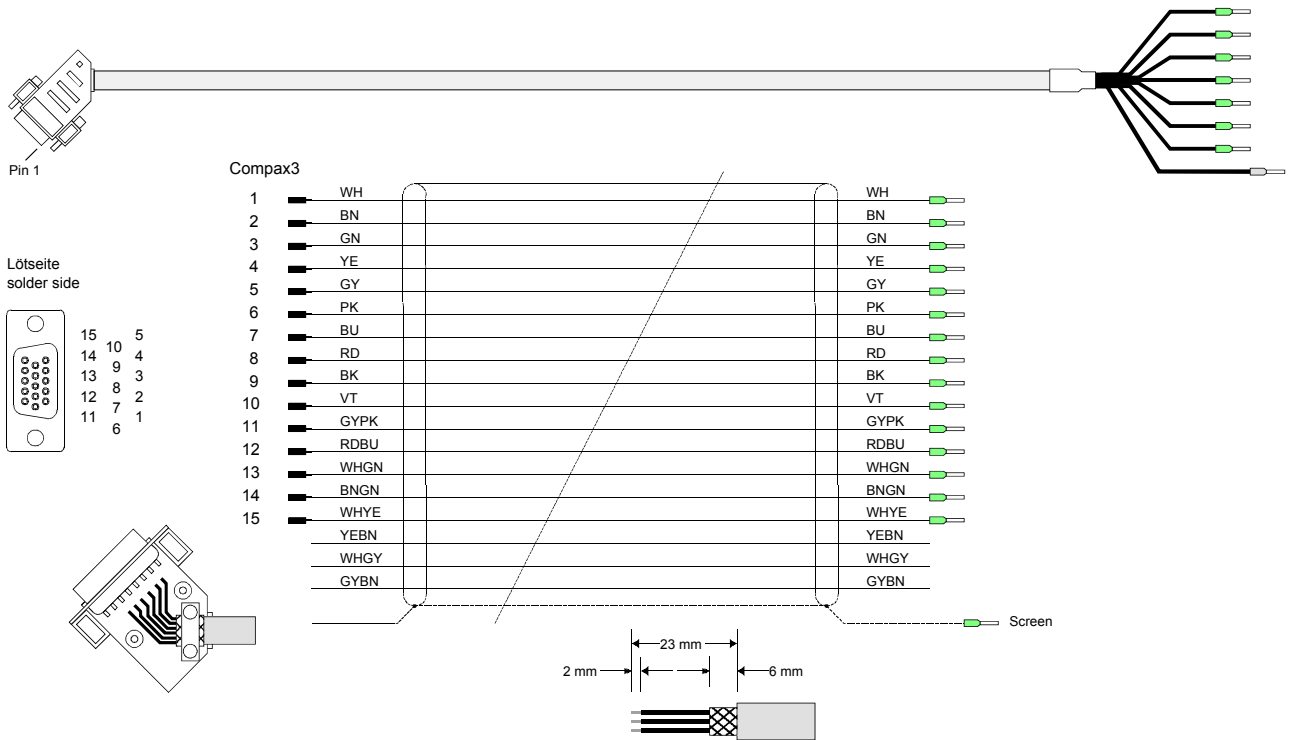 Pin 1
Compax3
1 WH WH
2 BN BN
3 GN GN
4 YE YE
5 GY GY
6 PK PK
7 BU BU
8 RD RD
9 BK BK
10 VT VT
11 GYPK GYPK
12 RDBU RDBU
13 WHGN WHGN
14 BNGN BNGN
15 WHYE WHYE
YEBN YEBN
WHGY WHGY
GYBN GYBN
Screen
Lötseite
solder side
15 5
10
14 4
9
13 3
8
12 2
7
11 1
6
23 mm
2 mm 6 mm